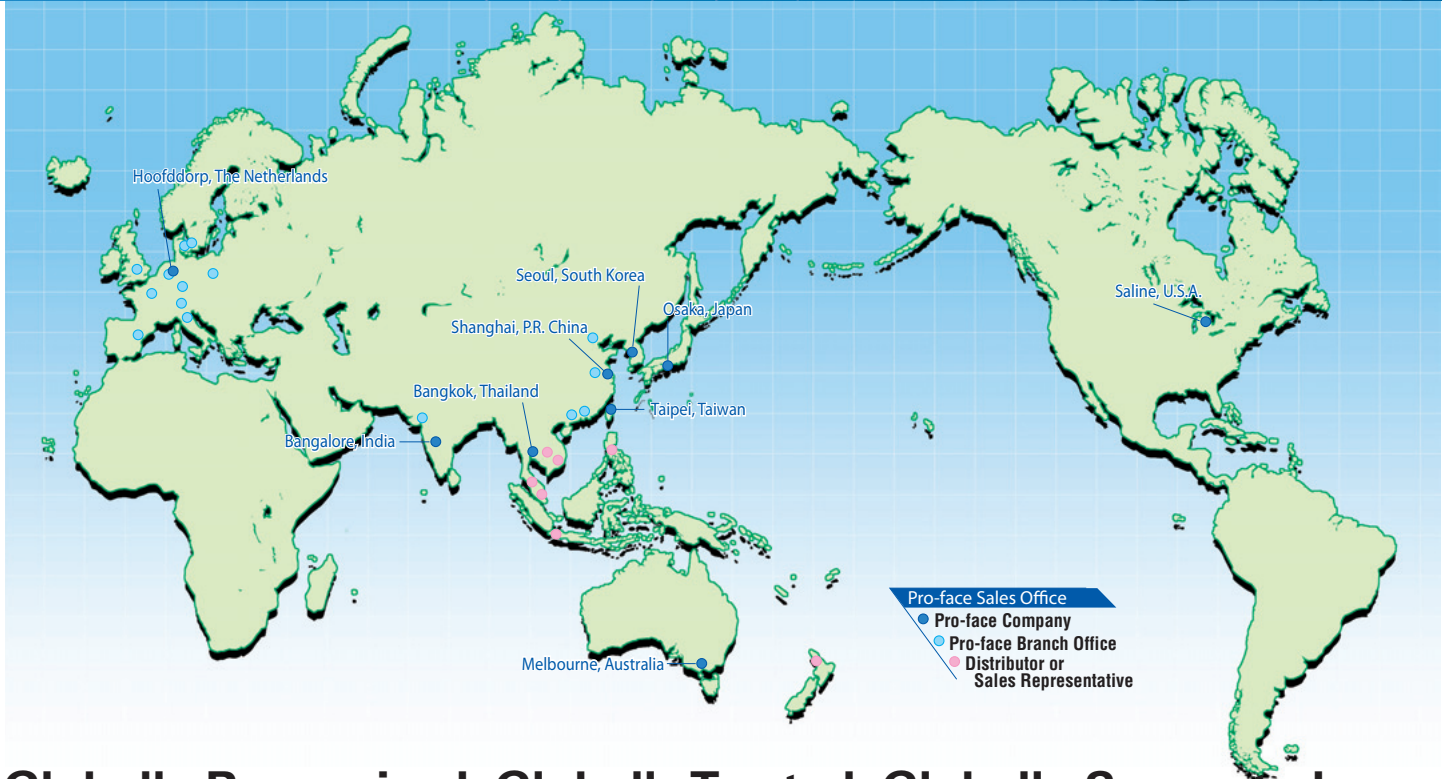 Hoofddorp, The Netherlands
Seoul, South Korea
Saline, U.S.A.
Osaka, Japan
Shanghai, P.R. China
Bangkok, Thailand
Taipei, Taiwan
Bangalore, India
Pro-face Sales Office
Pro-face Company
Pro-face Branch Office
Distributor or
Sales Representative
Melbourne, Australia